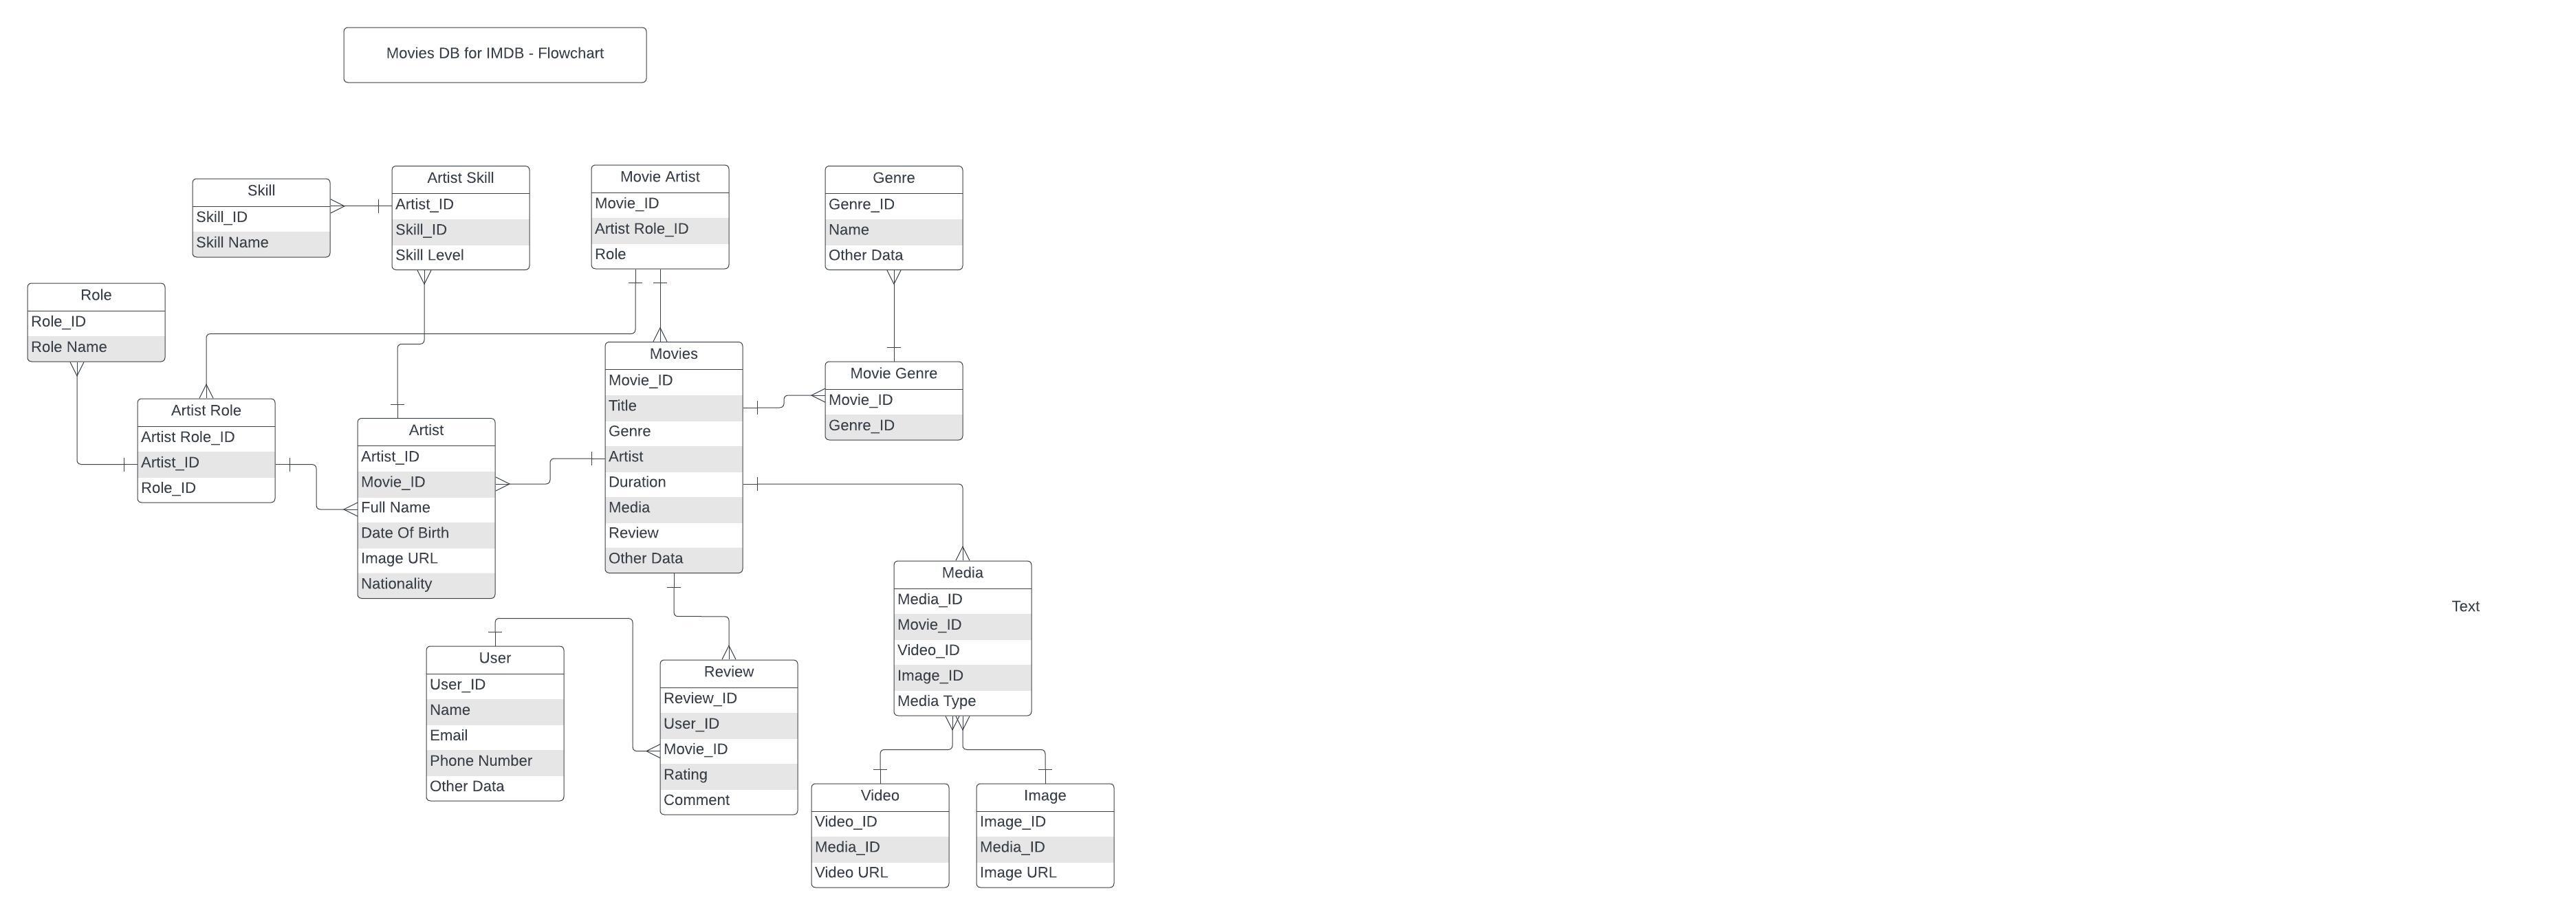 Movies DB for IMDB - Flowchart
Skill
Skill_ID
Skill Name
Artist Skill
Artist_ID
Skill_ID
Skill Level
Movie Artist
Movie_ID
Artist Role_ID
Role
Genre
Genre_ID
Name
Other Data
Role
Role_ID
Role Name
Artist Role
Artist Role_ID
Artist_ID
Role_ID
Artist
Artist_ID
Movie_ID
Full Name
Date Of Birth
Image URL
Nationality
Movies
Movie_ID
Title
Genre
Artist
Duration
Media
Review
Other Data
Movie Genre
Movie_ID
Genre_ID
Media
Media_ID
Movie_ID
Video_ID
Image_ID
Media Type
Text
User
User_ID
Name
Email
Phone Number
Other Data
Review
Review_ID
User_ID
Movie_ID
Rating
Comment
Video
Video_ID
Media_ID
Video URL
Image
Image_ID
Media_ID
Image URL